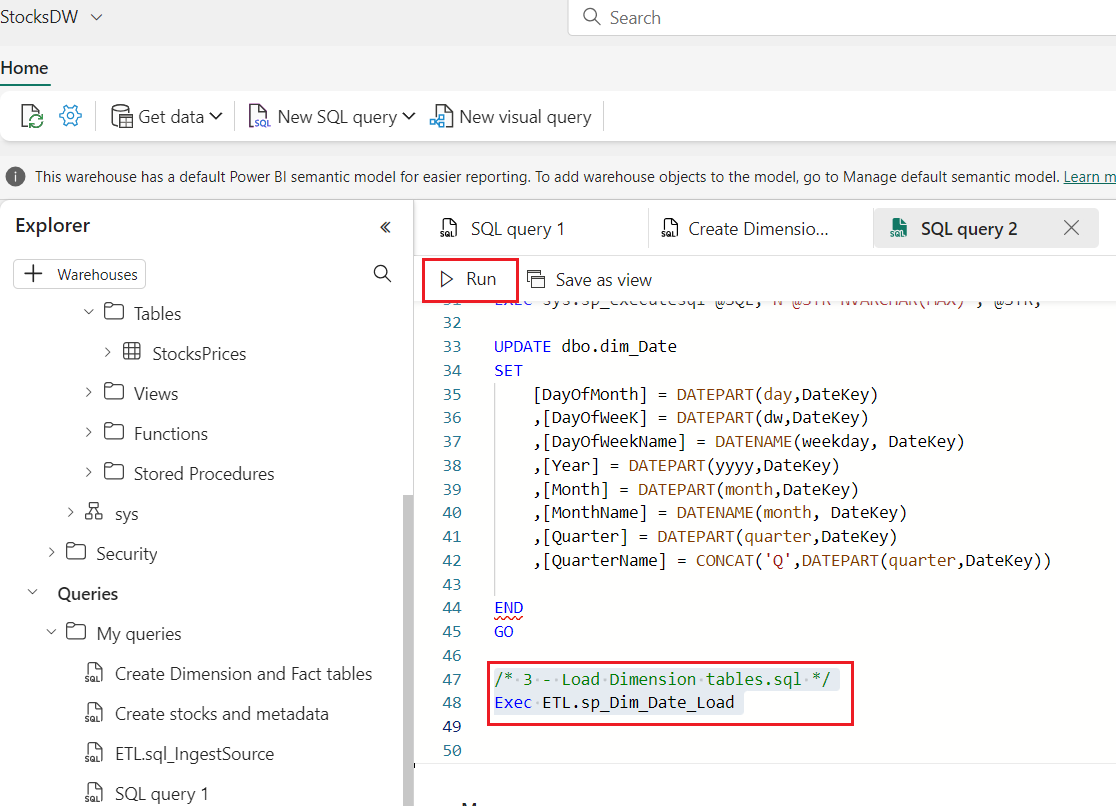 StocksDW
Search
Home
Get data
New SQL query
New visual query
This warehouse has a default Power BI semantic model for easier reporting. To add warehouse objects to the model, go to Manage default semantic model. Learn m
Explorer
Warehouses
Tables
StocksPrices
Views
Functions
Stored Procedures
sys
Security
Queries
My queries
Create Dimension and Fact tables
Create stocks and metadata
ETL.sql_IngestSource
SQL query 1
SQL query 1
Create Dimensio...
SQL query 2
Run
Save as view
31 EXEC sys.sp_executesql @SQL, N'@STR NVARCHAR(MAX)', @STR;
32
33 UPDATE dbo.dim_Date
34 SET
35 [DayOfMonth] = DATEPART(day,DateKey)
36 ,[DayOfWeeK] = DATEPART(dw,DateKey)
37 ,[DayOfWeekName] = DATENAME(weekday, DateKey)
38 ,[Year] = DATEPART(yyyy,DateKey)
39 ,[Month] = DATEPART(month,DateKey)
40 ,[MonthName] = DATENAME(month, DateKey)
41 ,[Quarter] = DATEPART(quarter,DateKey)
42 ,[QuarterName] = CONCAT('Q',DATEPART(quarter,DateKey))
43
44 END
45 GO
46
47 /* 3 - Load Dimension tables.sql */
48 Exec ETL.sp_Dim_Date_Load
49
50